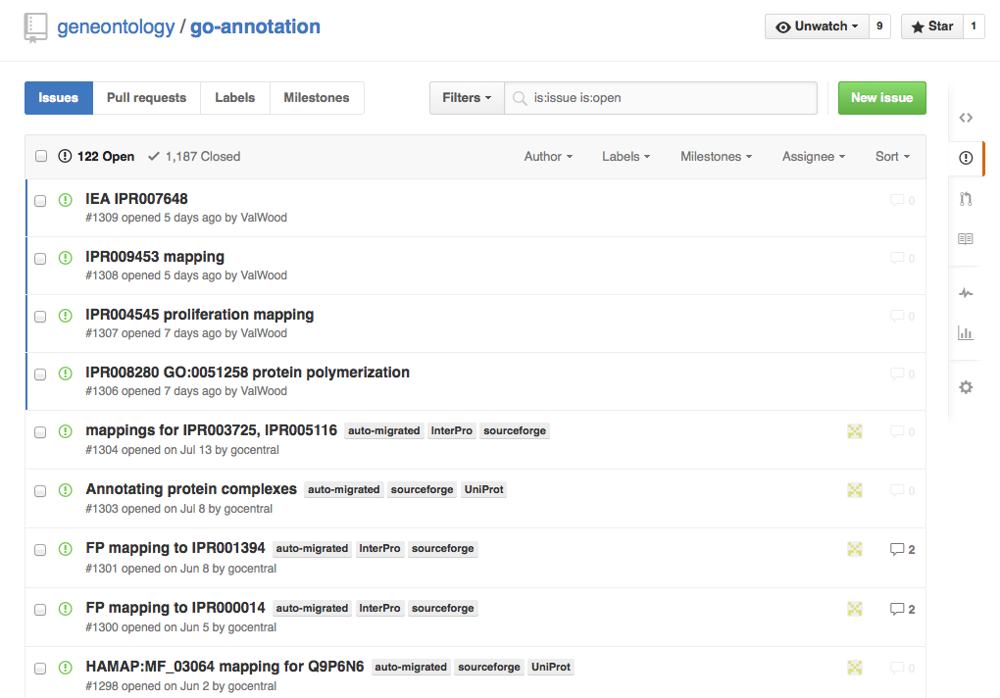 geneontology / go-annotation
Unwatch 9 Star 1
Issues Pull requests Labels Milestones Filters is:issue is:open New issue
122 Open 1,187 Closed Author Labels Milestones Assignee Sort
IEA IPR007648 0
#1309 opened 5 days ago by ValWood
IPR009453 mapping 0
#1308 opened 5 days ago by ValWood
IPR004545 proliferation mapping 0
#1307 opened 7 days ago by ValWood
IPR008280 GO:0051258 protein polymerization 0
#1306 opened 7 days ago by ValWood
mappings for IPR003725, IPR005116 auto-migrated InterPro sourceforge 0
#1304 opened on Jul 13 by gocentral
Annotating protein complexes auto-migrated sourceforge UniProt 0
#1303 opened on Jul 8 by gocentral
FP mapping to IPR001394 auto-migrated InterPro sourceforge 2
#1301 opened on Jun 8 by gocentral
FP mapping to IPR000014 auto-migrated InterPro sourceforge 2
#1300 opened on Jun 5 by gocentral
HAMAP:MF_03064 mapping for Q9P6N6 auto-migrated sourceforge UniProt 0
#1298 opened on Jun 2 by gocentral